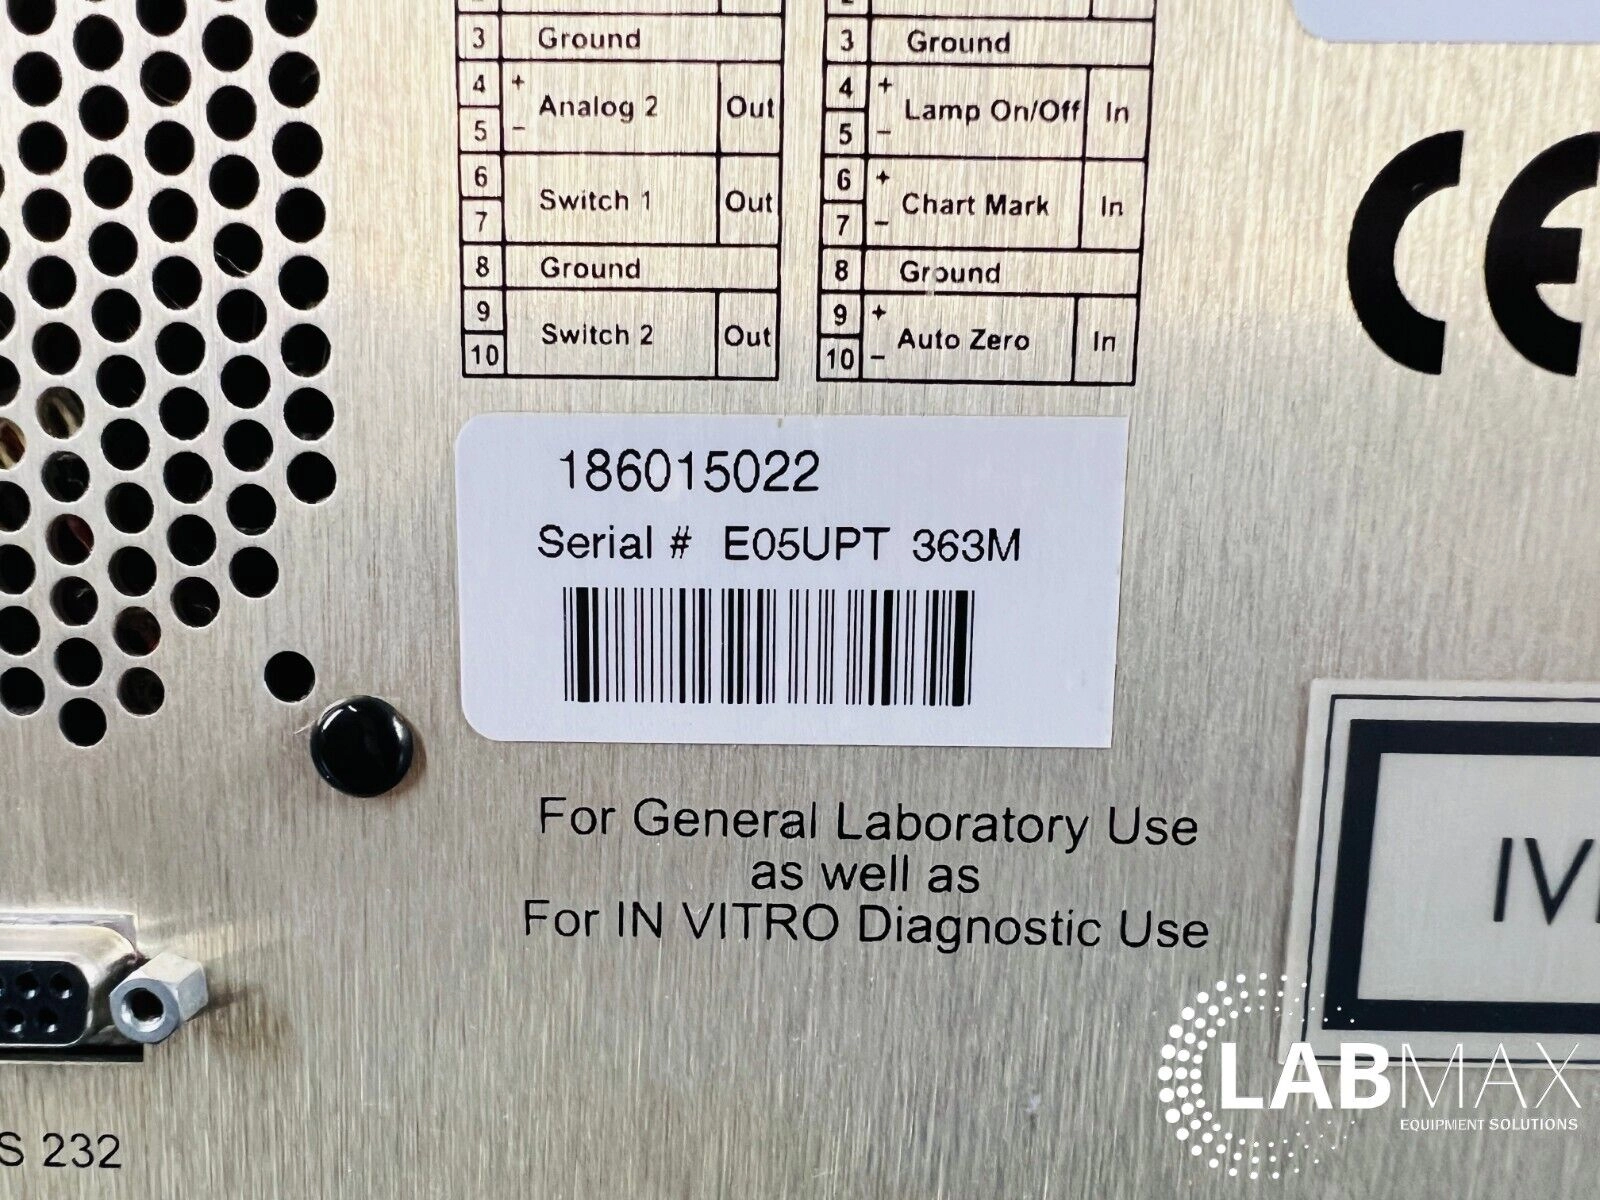 3 Ground
4 + Analog 2 Out
5 −
6 Switch 1 Out
7
8 Ground
9 Switch 2 Out
10
3 Ground
4 + Lamp On/Off In
5 −
6 + Chart Mark In
7 −
8 Ground
9 + Auto Zero In
10 −
CE
186015022
Serial # E05UPT 363M
For General Laboratory Use
as well as
For IN VITRO Diagnostic Use
IV
S 232
LABMAX
EQUIPMENT SOLUTIONS